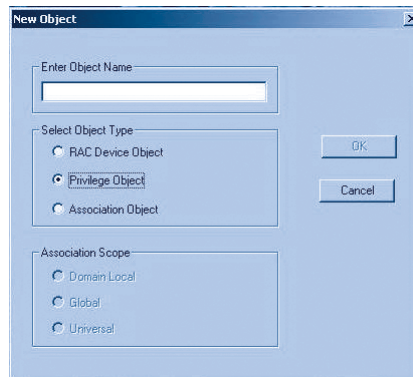 New Object
Enter Object Name
Select Object Type
RAC Device Object
Privilege Object
Association Object
OK
Cancel
Association Scope
Domain Local
Global
Universal